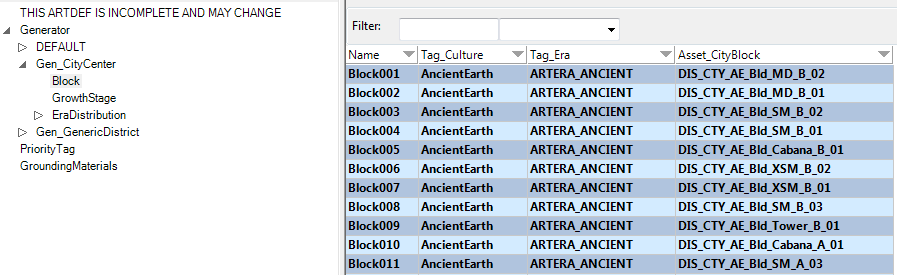 THIS ARTDEF IS INCOMPLETE AND MAY CHANGE
Generator
DEFAULT
Gen_CityCenter
Block
GrowthStage
EraDistribution
Gen_GenericDistrict
PriorityTag
GroundingMaterials
Filter:
Name Tag_Culture Tag_Era Asset_CityBlock
Block001 AncientEarth ARTERA_ANCIENT DIS_CTY_AE_Bld_MD_B_02
Block002 AncientEarth ARTERA_ANCIENT DIS_CTY_AE_Bld_MD_B_01
Block003 AncientEarth ARTERA_ANCIENT DIS_CTY_AE_Bld_SM_B_02
Block004 AncientEarth ARTERA_ANCIENT DIS_CTY_AE_Bld_SM_B_01
Block005 AncientEarth ARTERA_ANCIENT DIS_CTY_AE_Bld_Cabana_B_01
Block006 AncientEarth ARTERA_ANCIENT DIS_CTY_AE_Bld_XSM_B_02
Block007 AncientEarth ARTERA_ANCIENT DIS_CTY_AE_Bld_XSM_B_01
Block008 AncientEarth ARTERA_ANCIENT DIS_CTY_AE_Bld_SM_B_03
Block009 AncientEarth ARTERA_ANCIENT DIS_CTY_AE_Bld_Tower_B_01
Block010 AncientEarth ARTERA_ANCIENT DIS_CTY_AE_Bld_Cabana_A_01
Block011 AncientEarth ARTERA_ANCIENT DIS_CTY_AE_Bld_SM_A_03